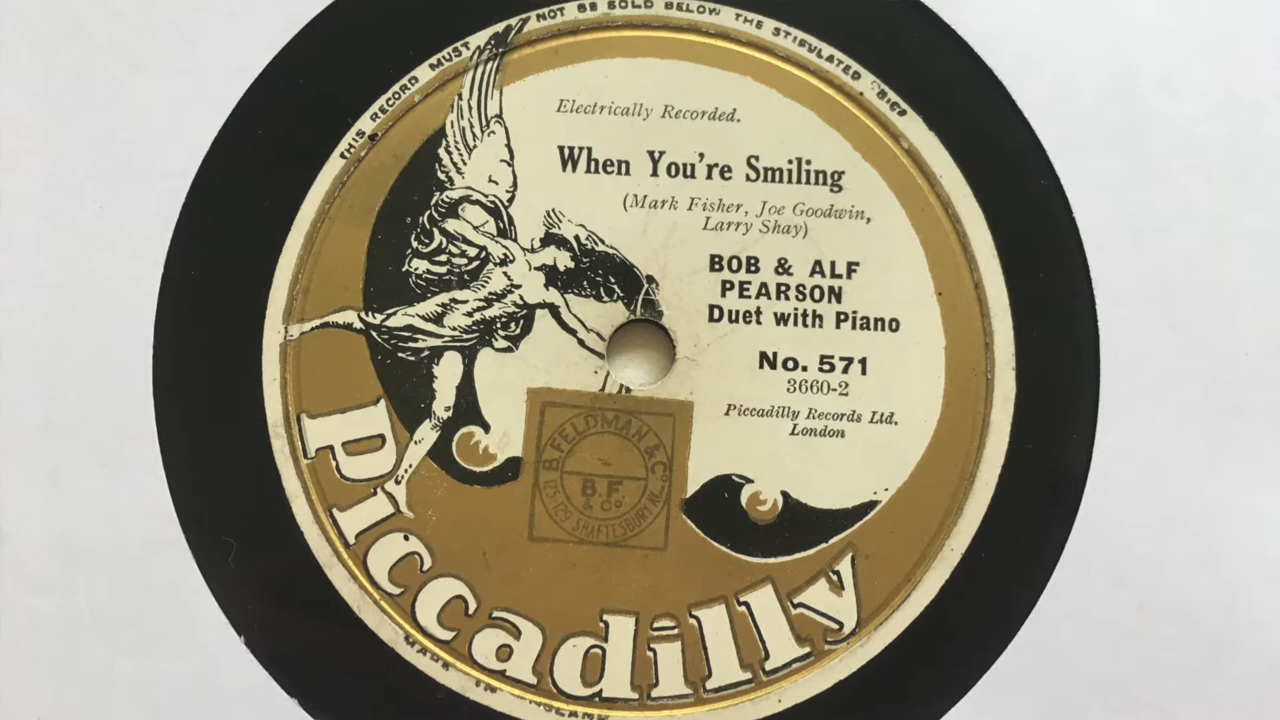 THIS RECORD MUST NOT BE SOLD BELOW THE STIPULATED PRICE
Electrically Recorded.
When You're Smiling
(Mark Fisher, Joe Goodwin,
Larry Shay)
BOB & ALF
PEARSON
Duet with Piano
No. 571
3660-2
Piccadilly Records Ltd.
London
B. FELDMAN & Co.
B.F.
& Co.
125-129 SHAFTESBURY AV.
Piccadilly
MADE IN ENGLAND